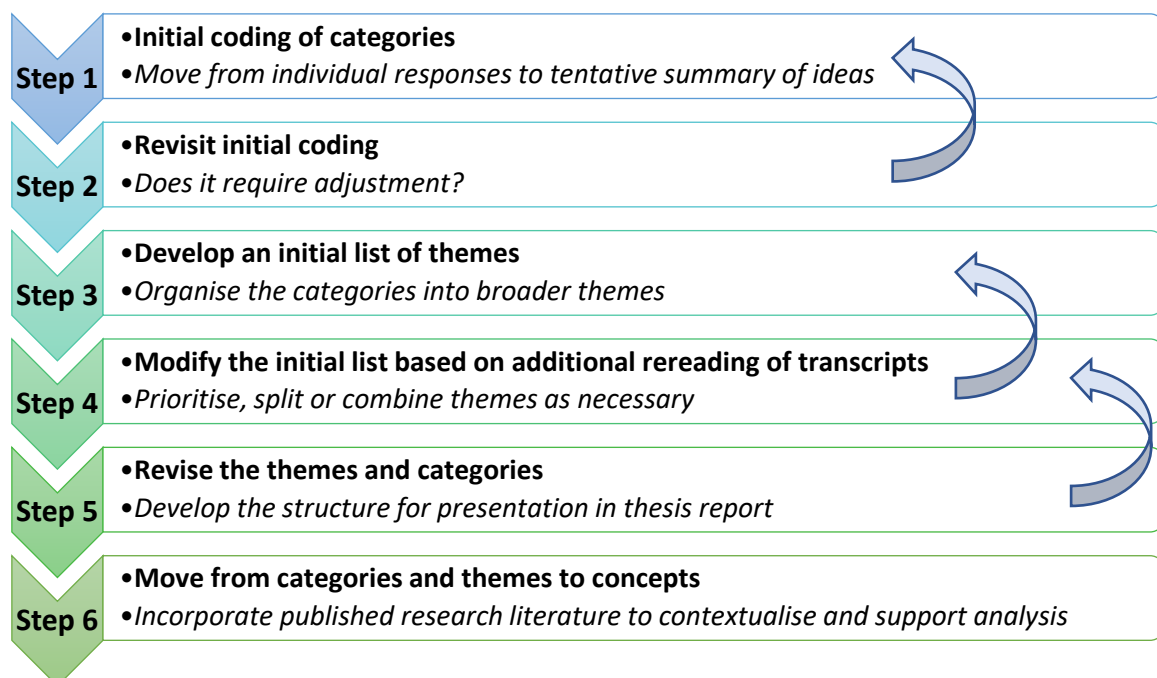 Step 1
•Initial coding of categories
•Move from individual responses to tentative summary of ideas
Step 2
•Revisit initial coding
•Does it require adjustment?
Step 3
•Develop an initial list of themes
•Organise the categories into broader themes
Step 4
•Modify the initial list based on additional rereading of transcripts
•Prioritise, split or combine themes as necessary
Step 5
•Revise the themes and categories
•Develop the structure for presentation in thesis report
Step 6
•Move from categories and themes to concepts
•Incorporate published research literature to contextualise and support analysis